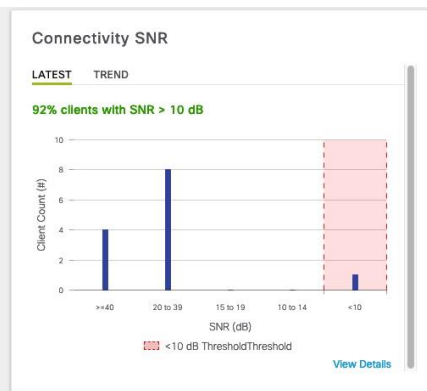 Connectivity SNR
LATEST TREND
92% clients with SNR > 10 dB
Client Count (#)
10
8
6
4
2
0
>=40 20 to 39 15 to 19 10 to 14 <10
SNR (dB)
<10 dB ThresholdThreshold
View Details